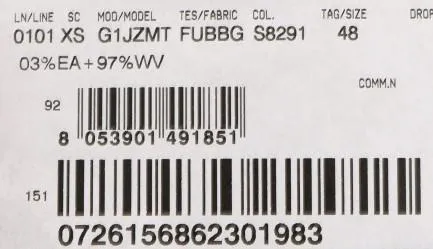 LN/LINE SC MOD/MODEL TES/FABRIC COL. TAG/SIZE DROP
0101 XS G1JZMT FUBBG S8291 48
03%EA+97%WV
COMM.N
92
8 053901 491851
151
0726156862301983